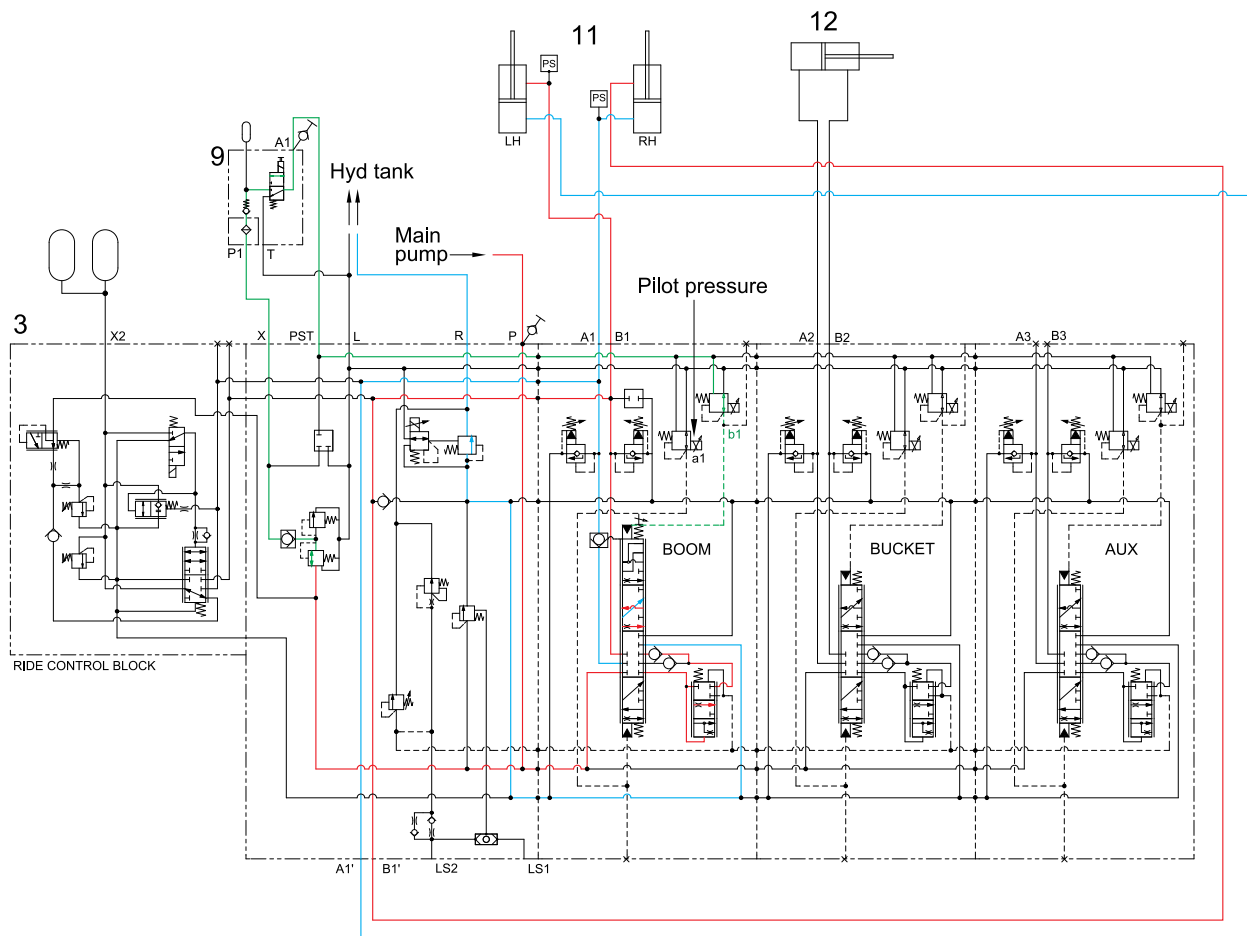 11
12
PS
PS
LH
RH
A1
9
Hyd tank
P1
T
Main
pump
Pilot pressure
3
X2
X
PST
L
R
P
A1
B1
A2
B2
A3
B3
b1
a1
BOOM
BUCKET
AUX
RIDE CONTROL BLOCK
A1'
B1'
LS2
LS1